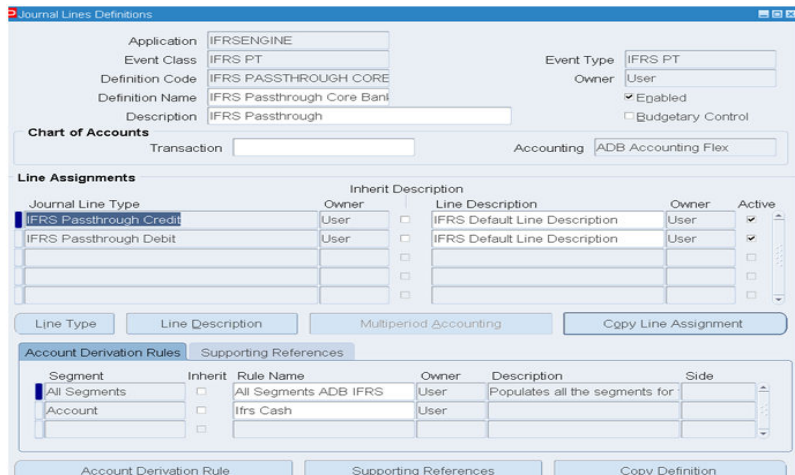 Journal Lines Definitions
Application IFRSENGINE
Event Class IFRS PT Event Type IFRS PT
Definition Code IFRS PASSTHROUGH CORE Owner User
Definition Name IFRS Passthrough Core Bank Enabled
Description IFRS Passthrough Budgetary Control
Chart of Accounts
Transaction Accounting ADB Accounting Flex
Line Assignments
Inherit Description
Journal Line Type Owner Line Description Owner Active
IFRS Passthrough Credit User IFRS Default Line Description User
IFRS Passthrough Debit User IFRS Default Line Description User
Line Type Line Description Multiperiod Accounting Copy Line Assignment
Account Derivation Rules Supporting References
Segment Inherit Rule Name Owner Description Side
All Segments All Segments ADB IFRS User Populates all the segments for
Account Ifrs Cash User
Account Derivation Rule Supporting References Copy Definition